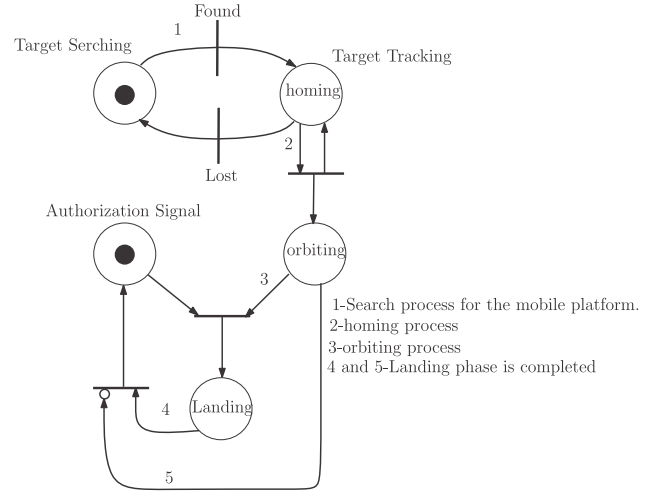 Found
1
Target Serching
Target Tracking
homing
2
Lost
Authorization Signal
orbiting
3
1-Search process for the mobile platform.
2-homing process
3-orbiting process
4 and 5-Landing phase is completed
Landing
4
5